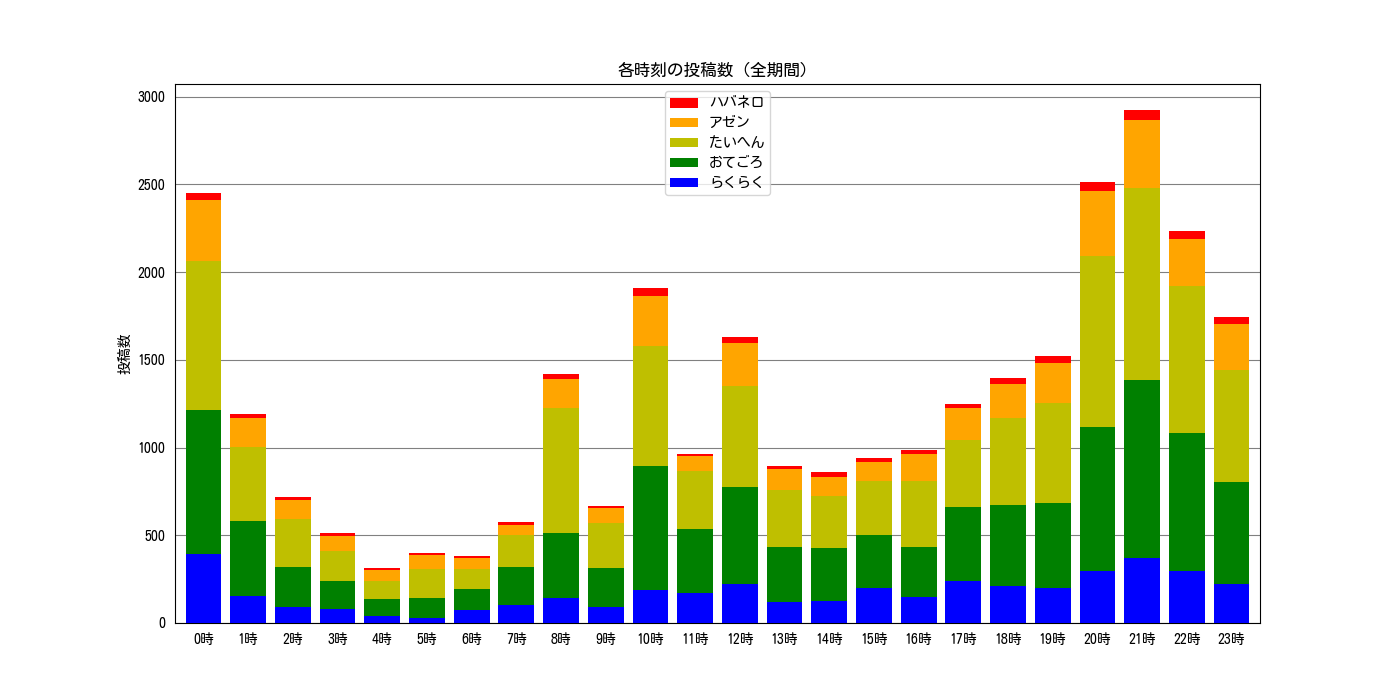 各時刻の投稿数（全期間）
3000
2500
2000
1500
1000
500
0
投稿数
ハバネロ
アゼン
たいへん
おてごろ
らくらく
0時 1時 2時 3時 4時 5時 6時 7時 8時 9時 10時 11時 12時 13時 14時 15時 16時 17時 18時 19時 20時 21時 22時 23時